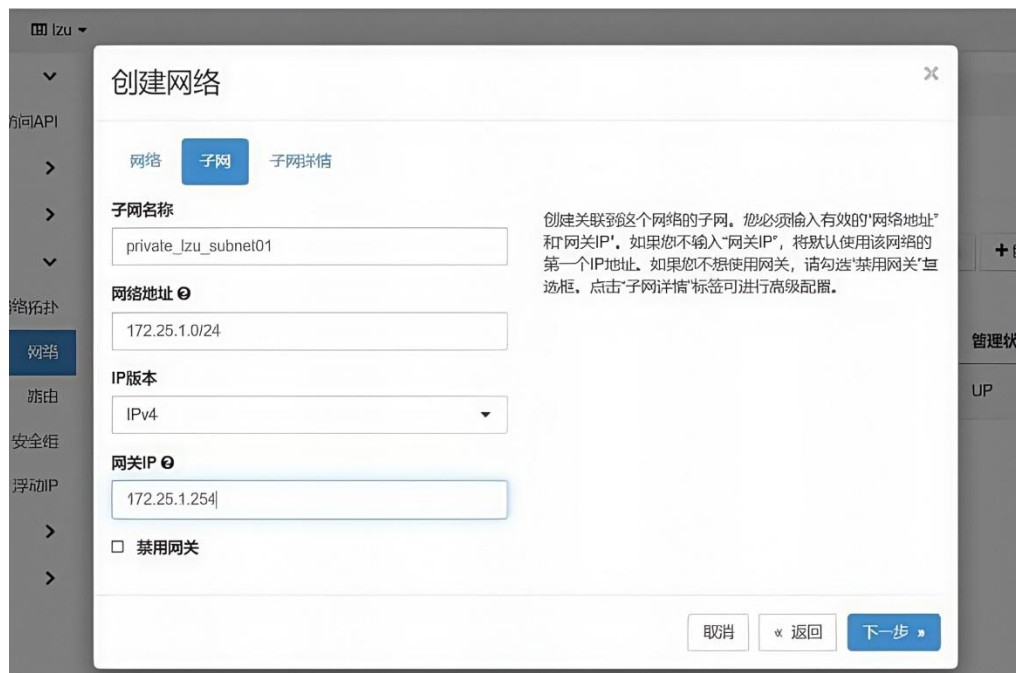 lzu
创建网络
×
访问API
网络 子网 子网详情
子网名称
private_lzu_subnet01
创建关联到这个网络的子网。您必须输入有效的"网络地址"
和"网关IP"。如果您不输入"网关IP"，将默认使用该网络的
第一个IP地址。如果您不想使用网关，请勾选"禁用网关"复
选框。点击"子网详情"标签可进行高级配置。
网络地址
172.25.1.0/24
络拓扑
网络
管理状
IP版本
IPv4
路由
UP
安全组
网关IP
浮动IP
172.25.1.254
禁用网关
取消 « 返回 下一步 »